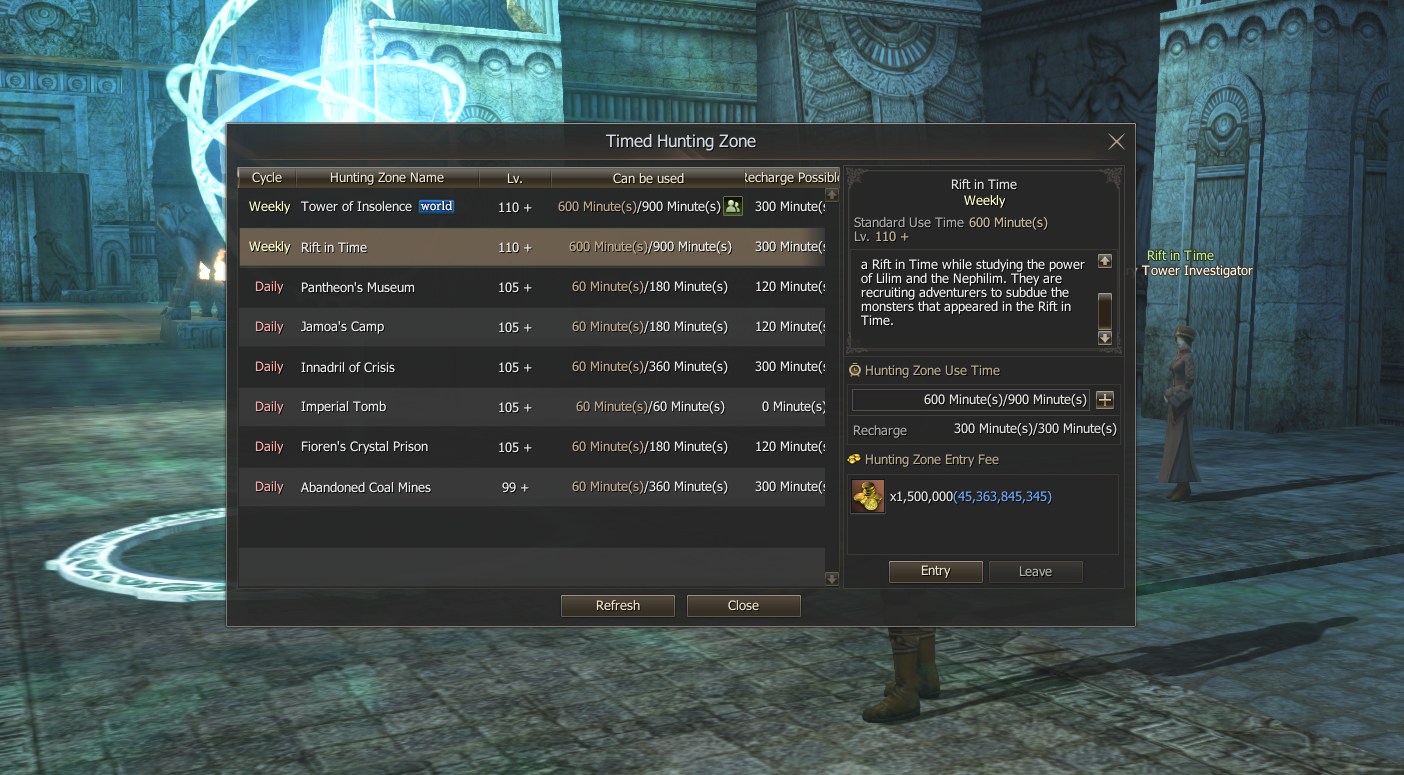 Timed Hunting Zone
Cycle Hunting Zone Name Lv. Can be used Recharge Possible
Weekly Tower of Insolence world 110 + 600 Minute(s)/900 Minute(s) 300 Minute(s
Weekly Rift in Time 110 + 600 Minute(s)/900 Minute(s) 300 Minute(s
Daily Pantheon's Museum 105 + 60 Minute(s)/180 Minute(s) 120 Minute(s
Daily Jamoa's Camp 105 + 60 Minute(s)/180 Minute(s) 120 Minute(s
Daily Innadril of Crisis 105 + 60 Minute(s)/360 Minute(s) 300 Minute(s
Daily Imperial Tomb 105 + 60 Minute(s)/60 Minute(s) 0 Minute(s)
Daily Fioren's Crystal Prison 105 + 60 Minute(s)/180 Minute(s) 120 Minute(s
Daily Abandoned Coal Mines 99 + 60 Minute(s)/360 Minute(s) 300 Minute(s
Refresh Close
Rift in Time
Weekly
Standard Use Time 600 Minute(s)
Lv. 110 +
a Rift in Time while studying the power
of Lilim and the Nephilim. They are
recruiting adventurers to subdue the
monsters that appeared in the Rift in
Time.
Hunting Zone Use Time
600 Minute(s)/900 Minute(s)
Recharge 300 Minute(s)/300 Minute(s)
Hunting Zone Entry Fee
x1,500,000(45,363,845,345)
Entry Leave
Rift in Time
Tower Investigator